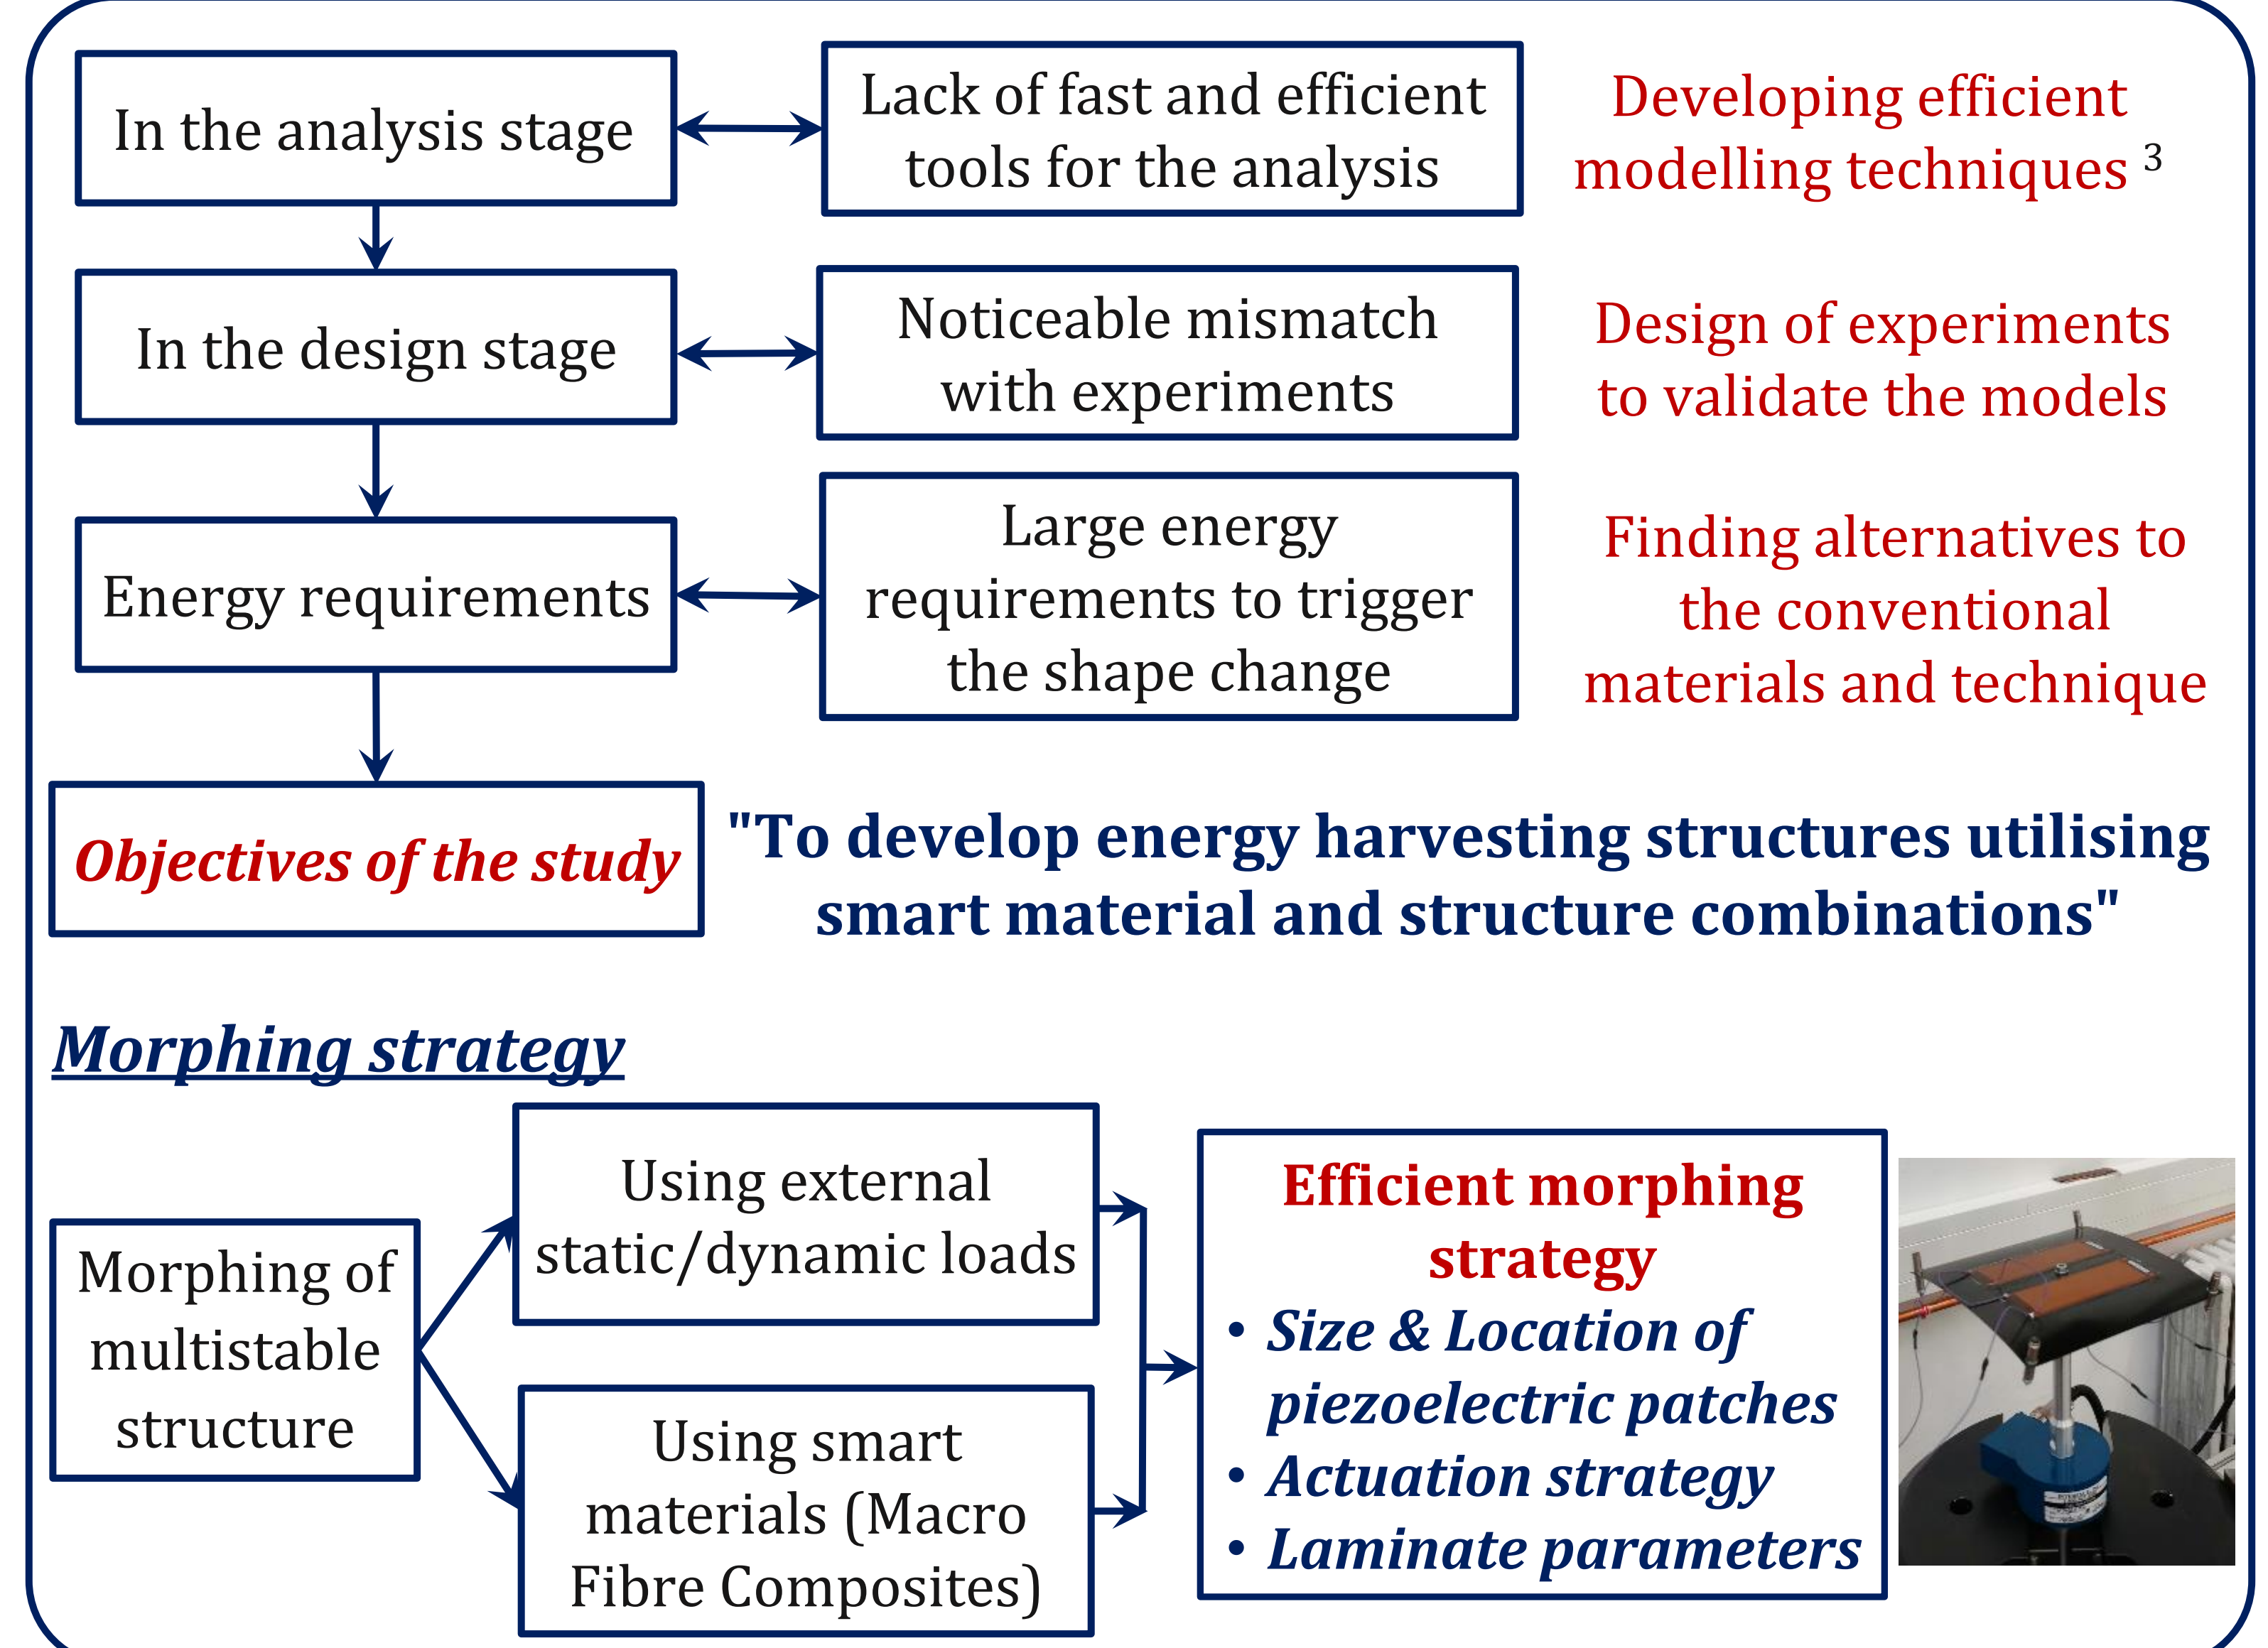 In the analysis stage
Lack of fast and efficient
tools for the analysis
Developing efficient
modelling techniques 3
In the design stage
Noticeable mismatch
with experiments
Design of experiments
to validate the models
Energy requirements
Large energy
requirements to trigger
the shape change
Finding alternatives to
the conventional
materials and technique
Objectives of the study
"To develop energy harvesting structures utilising
smart material and structure combinations"
Morphing strategy
Morphing of
multistable
structure
Using external
static/dynamic loads
Using smart
materials (Macro
Fibre Composites)
Efficient morphing
strategy
• Size & Location of
piezoelectric patches
• Actuation strategy
• Laminate parameters